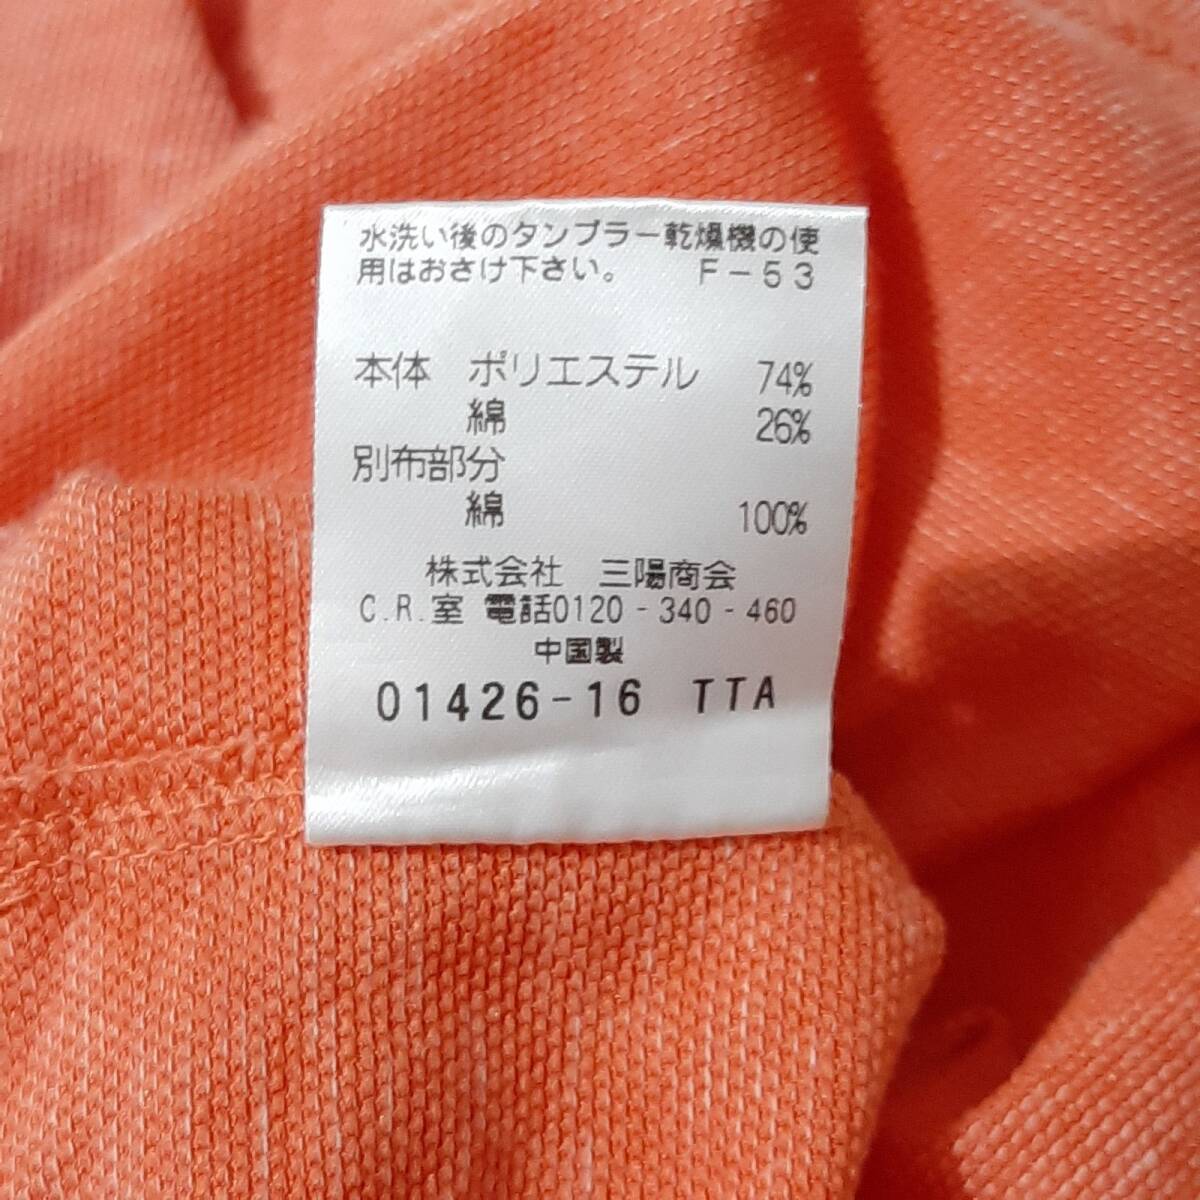 水洗い後のタンブラー乾燥機の使
用はおさけ下さい。 F-53
本体 ポリエステル 74%
綿 26%
別布部分
綿 100%
株式会社 三陽商会
C.R.室 電話0120-340-460
中国製
01426-16 TTA